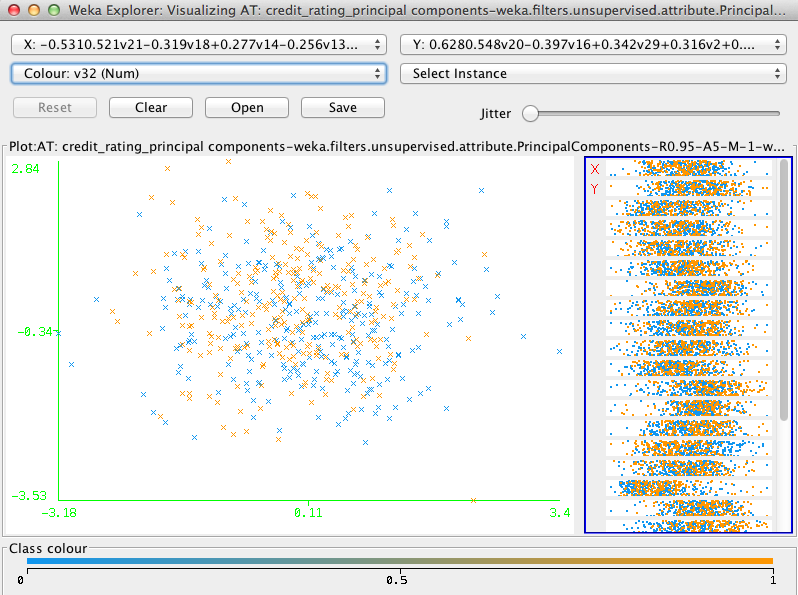 Weka Explorer: Visualizing AT: credit_rating_principal components-weka.filters.unsupervised.attribute.Principal...
X: -0.5310.521v21-0.319v18+0.277v14-0.256v13... Y: 0.6280.548v20-0.397v16+0.342v29+0.316v2+0....
Colour: v32 (Num) Select Instance
Reset Clear Open Save Jitter
Plot:AT: credit_rating_principal components-weka.filters.unsupervised.attribute.PrincipalComponents-R0.95-A5-M-1-w...
2.84 X
Y
-0.34
-3.53
-3.18 0.11 3.4
Class colour
0 0.5 1